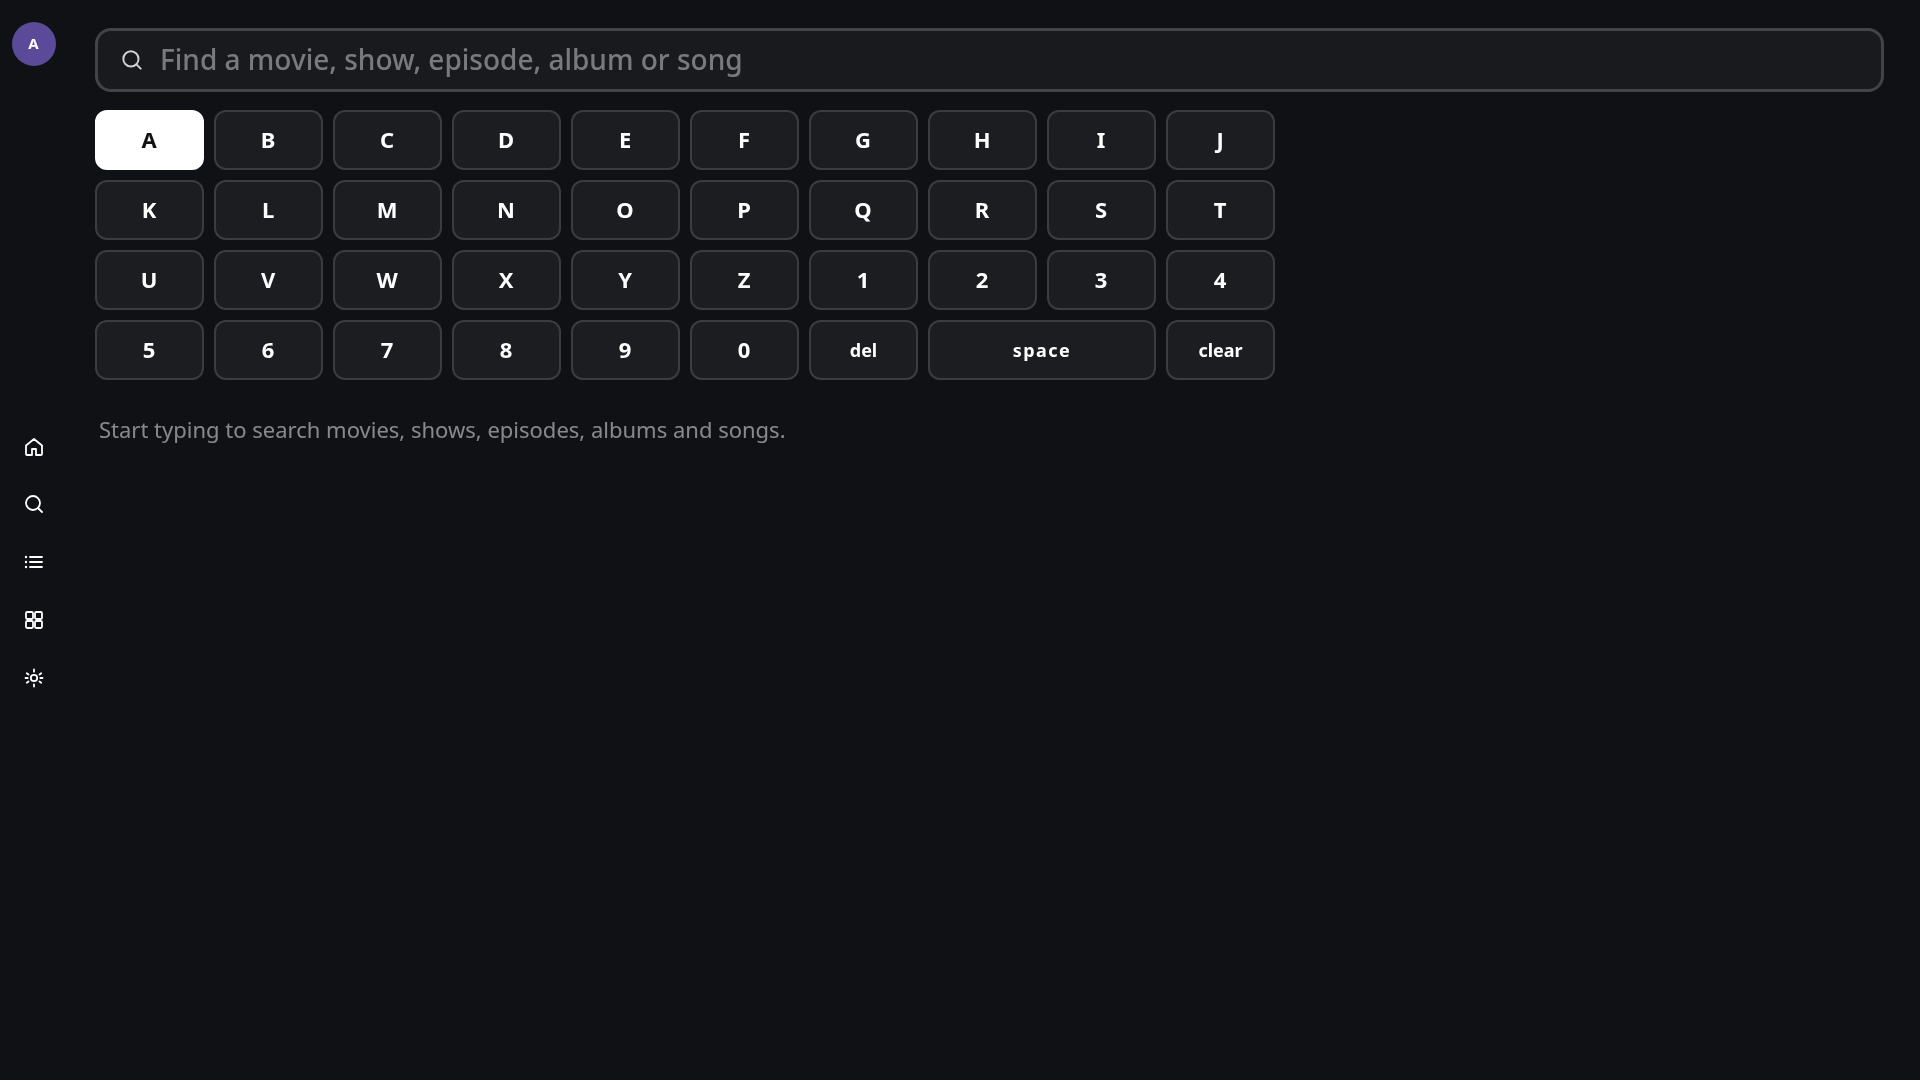 A
Find a movie, show, episode, album or song
A B C D E F G H I J
K L M N O P Q R S T
U V W X Y Z 1 2 3 4
5 6 7 8 9 0 del space clear
Start typing to search movies, shows, episodes, albums and songs.